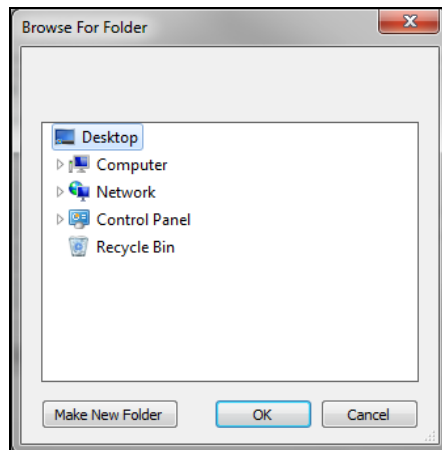 Browse For Folder
Desktop
Computer
Network
Control Panel
Recycle Bin
Make New Folder OK Cancel